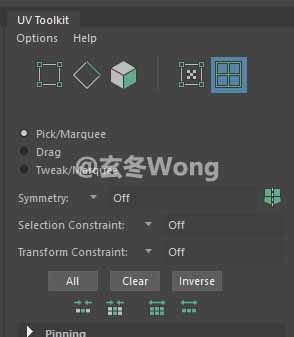 UV Toolkit
Options Help
Pick/Marquee
Drag
Tweak/Marquee
@玄冬Wong
Symmetry: Off
Selection Constraint: Off
Transform Constraint: Off
All Clear Inverse
Pinning